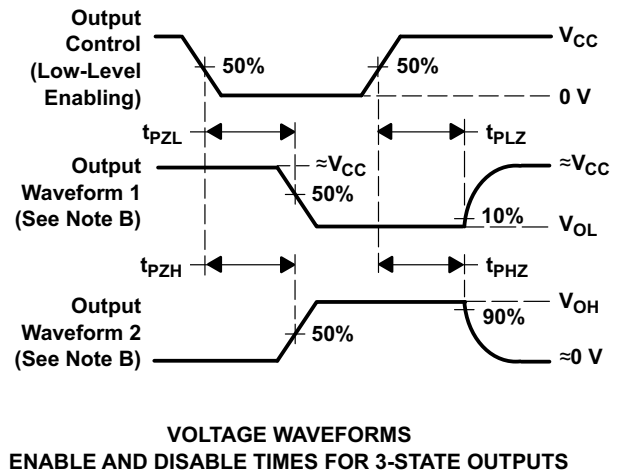 Output
Control
(Low-Level
Enabling)
50%
50%
VCC
0 V
tPZL
tPLZ
Output
Waveform 1
(See Note B)
≈VCC
50%
≈VCC
10%
VOL
tPZH
tPHZ
Output
Waveform 2
(See Note B)
50%
VOH
90%
≈0 V
VOLTAGE WAVEFORMS
ENABLE AND DISABLE TIMES FOR 3-STATE OUTPUTS